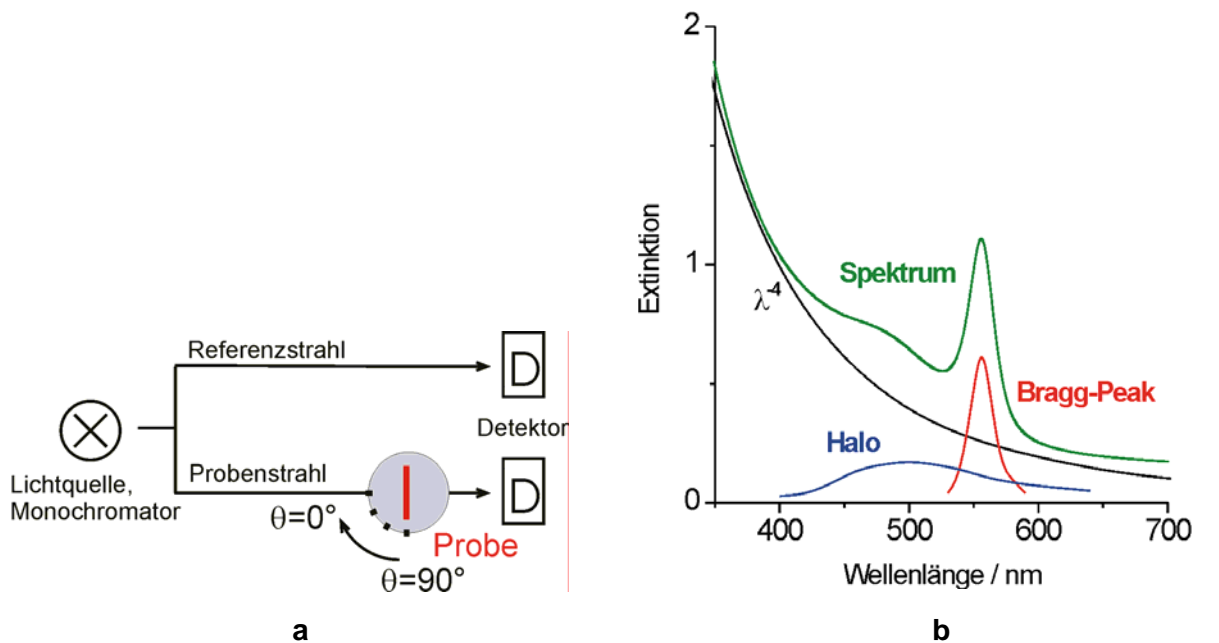 Referenzstrahl
D
Detektor
Lichtquelle,
Monochromator
Probenstrahl
D
θ=0°
Probe
θ=90°
a
2
1
0
Extinktion
Spektrum
λ-4
Bragg-Peak
Halo
400 500 600 700
Wellenlänge / nm
b